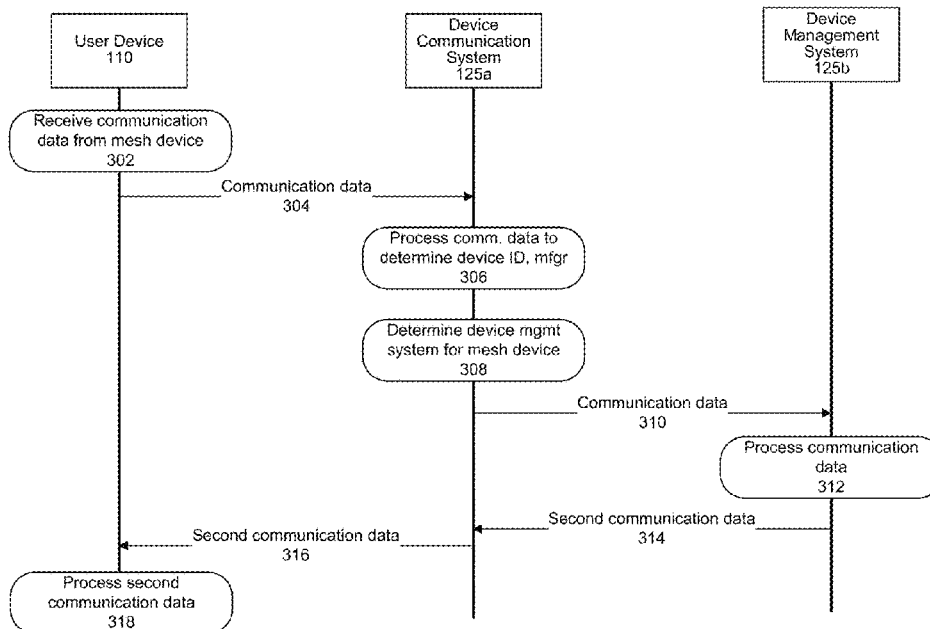 User Device
110
Device
Communication
System
125a
Device
Management
System
125b
Receive communication
data from mesh device
302
Communication data
304
Process comm. data to
determine device ID, mfgr
306
Determine device mgmt
system for mesh device
308
Communication data
310
Process communication
data
312
Second communication data
314
Second communication data
316
Process second
communication data
318